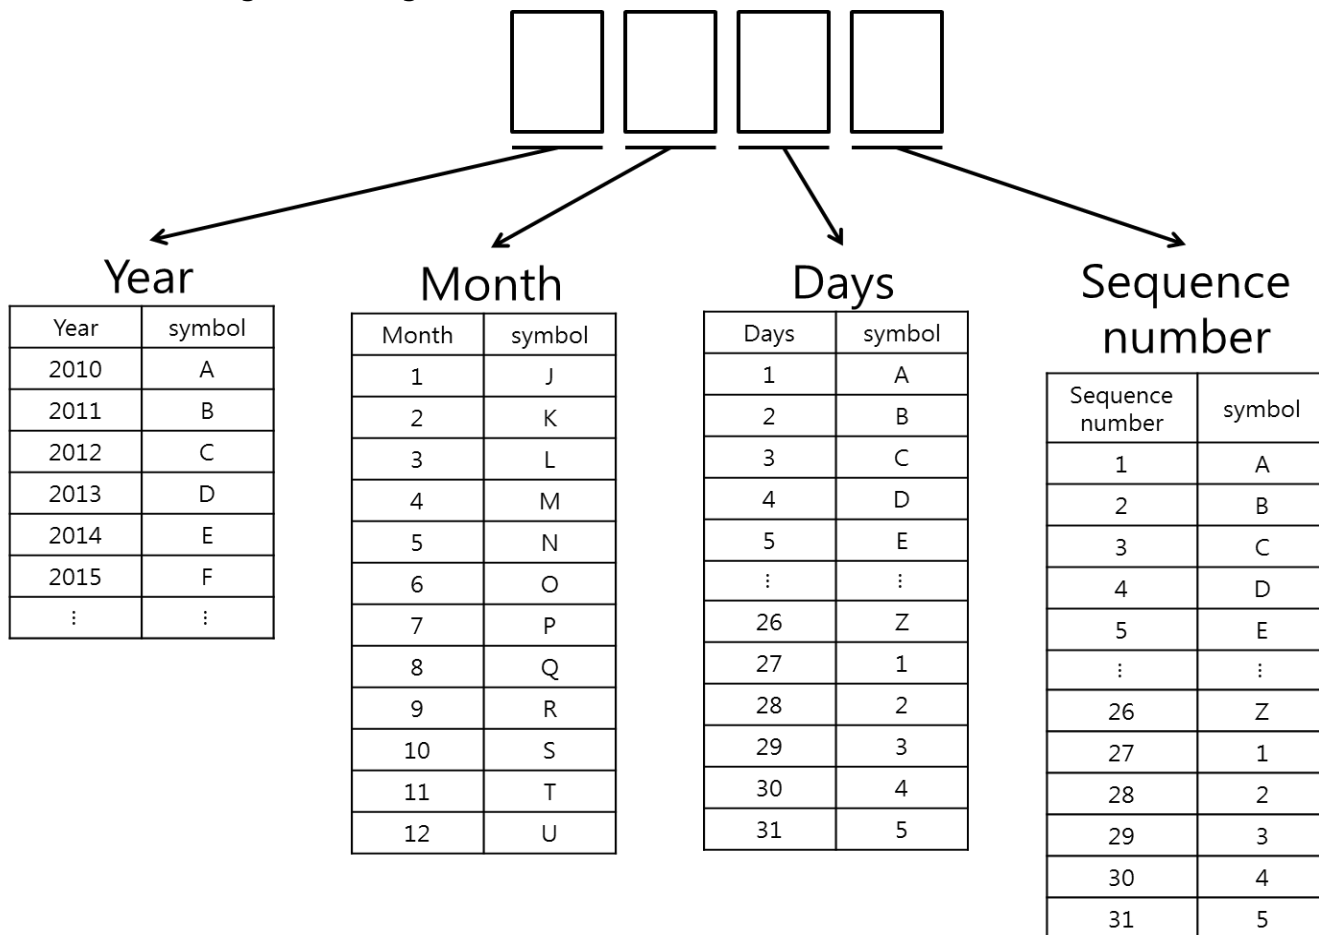 Year
Year symbol
2010 A
2011 B
2012 C
2013 D
2014 E
2015 F
⋮ ⋮
Month
Month symbol
1 J
2 K
3 L
4 M
5 N
6 O
7 P
8 Q
9 R
10 S
11 T
12 U
Days
Days symbol
1 A
2 B
3 C
4 D
5 E
⋮ ⋮
26 Z
27 1
28 2
29 3
30 4
31 5
Sequence
number
Sequence
number symbol
1 A
2 B
3 C
4 D
5 E
⋮ ⋮
26 Z
27 1
28 2
29 3
30 4
31 5